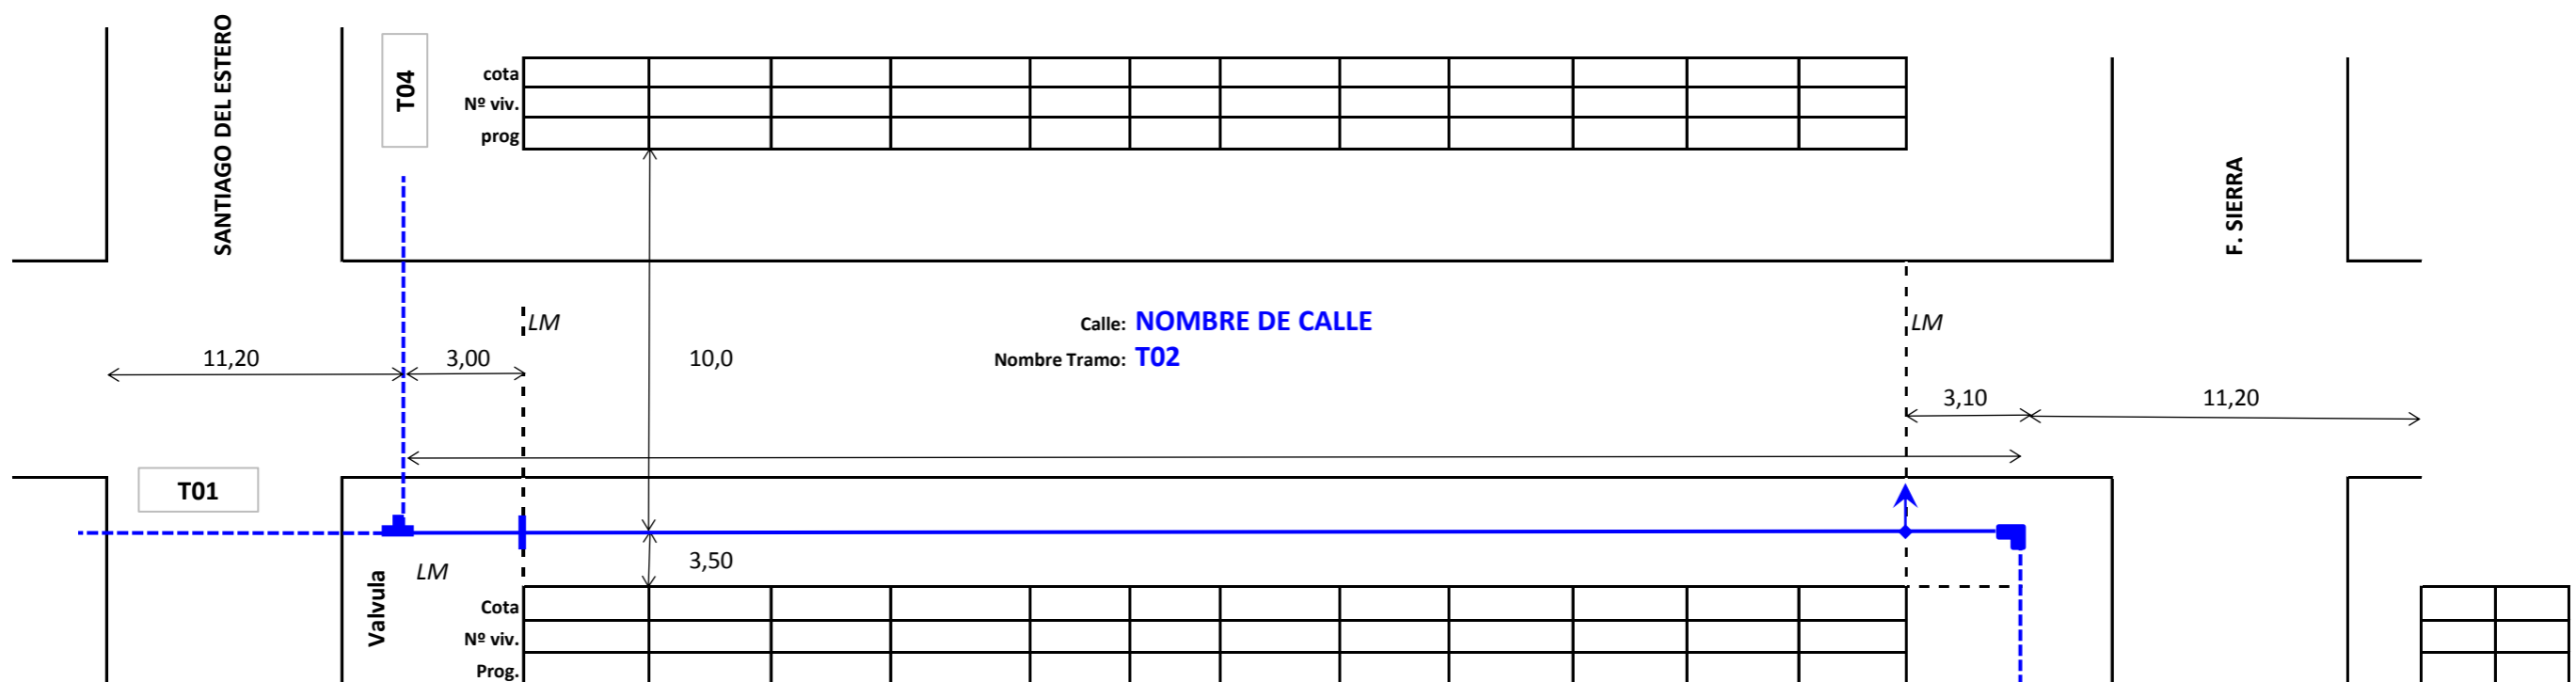 SANTIAGO DEL ESTERO
T04
cota
Nº viv.
prog
F. SIERRA
LM
Calle: NOMBRE DE CALLE
LM
11,20
3,00
10,0
Nombre Tramo: T02
3,10
11,20
T01
3,50
LM
Valvula
Cota
Nº viv.
Prog.